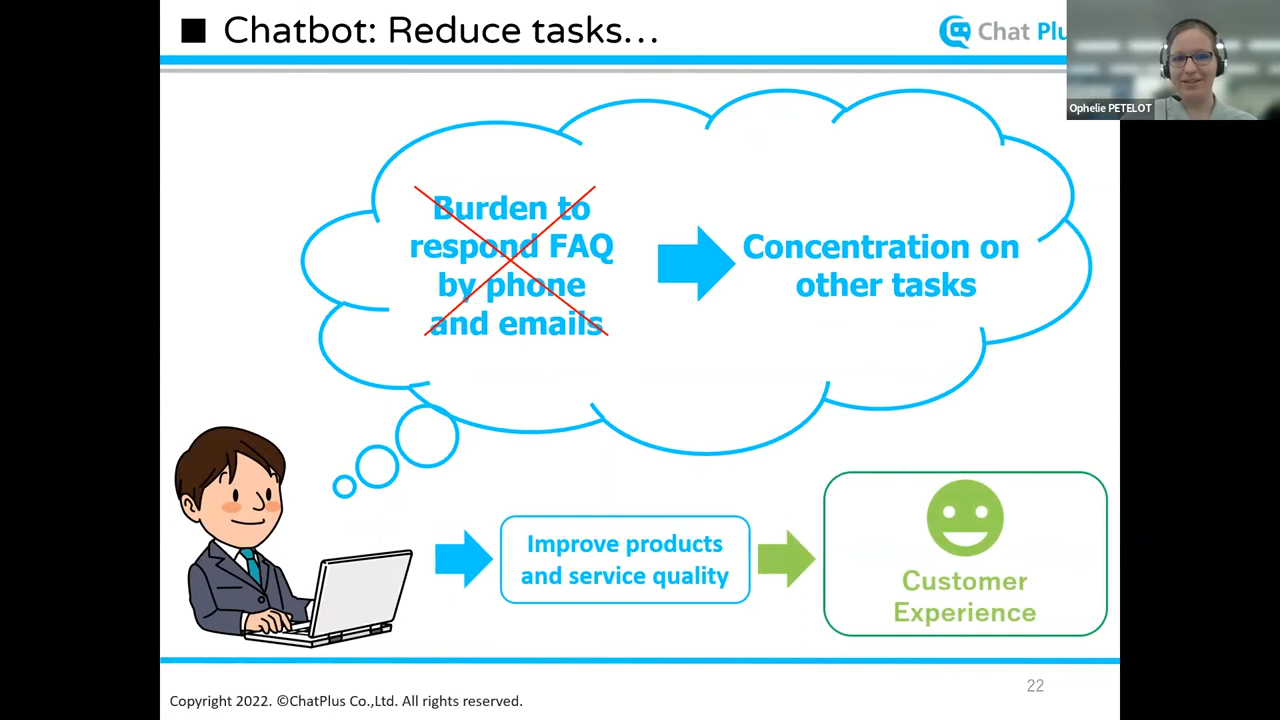 ■ Chatbot: Reduce tasks…
Chat Plu
Ophelie PETELOT
Burden to
respond FAQ
by phone
and emails
Concentration on
other tasks
Improve products
and service quality
Customer
Experience
22
Copyright 2022. ©ChatPlus Co.,Ltd. All rights reserved.